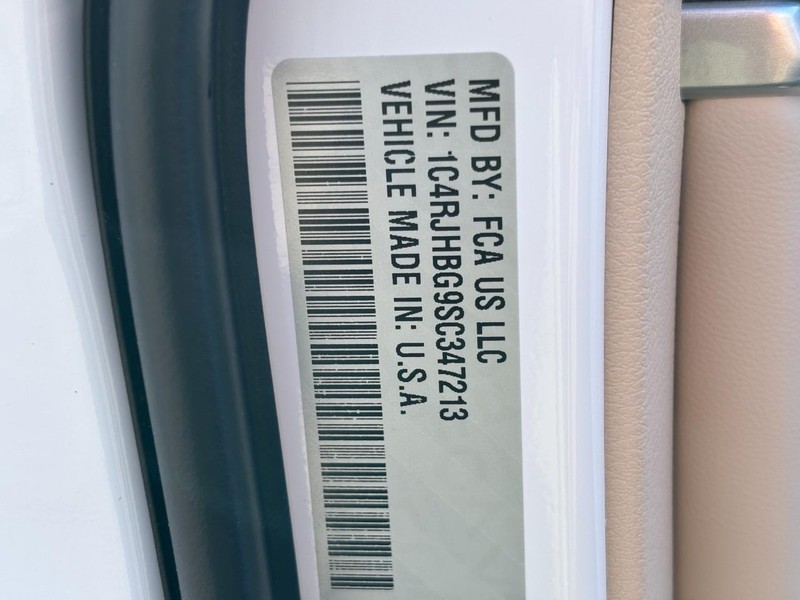 MFD BY: FCA US LLC
VIN: 1C4RJHBG9SC347213
VEHICLE MADE IN: U.S.A.